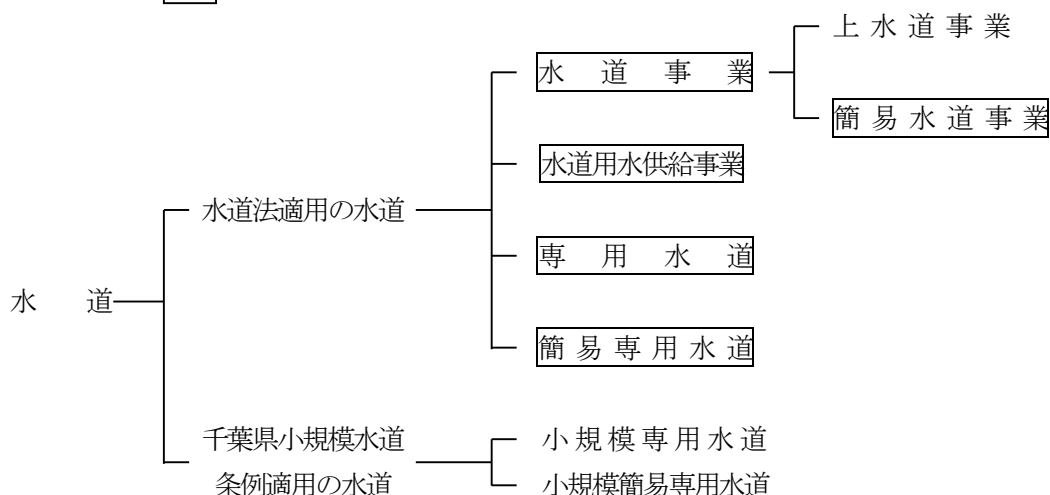 上水道事業
水道事業
簡易水道事業
水道用水供給事業
水道法適用の水道
専用水道
水道
簡易専用水道
千葉県小規模水道
条例適用の水道
小規模専用水道
小規模簡易専用水道